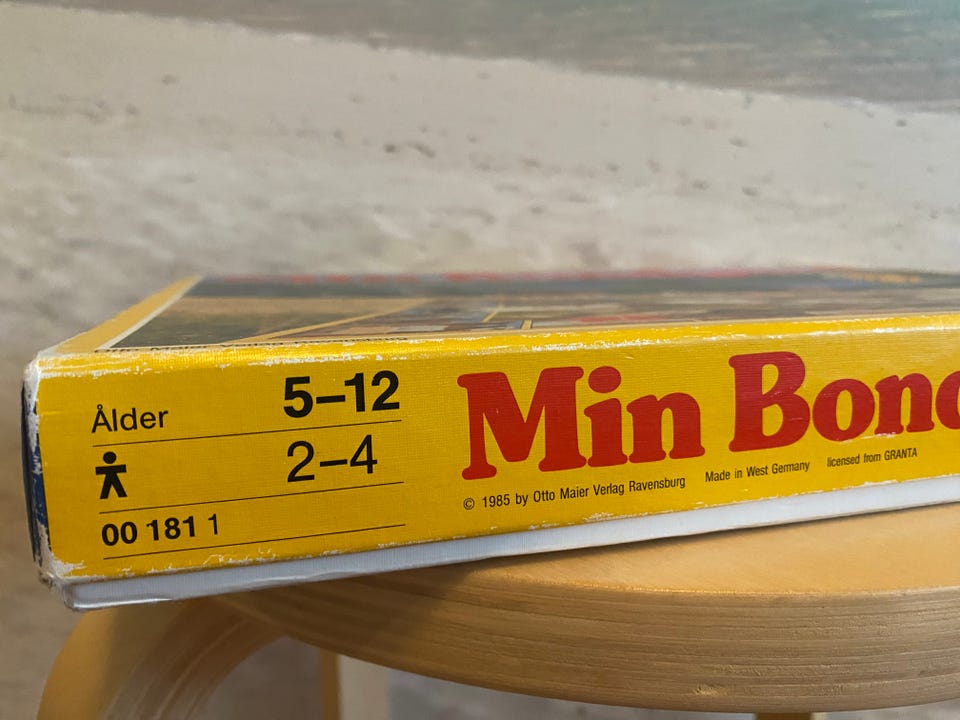 Ålder 5–12
2–4
00 181 1
Min Bond
© 1985 by Otto Maier Verlag Ravensburg Made in West Germany licensed from GRANTA